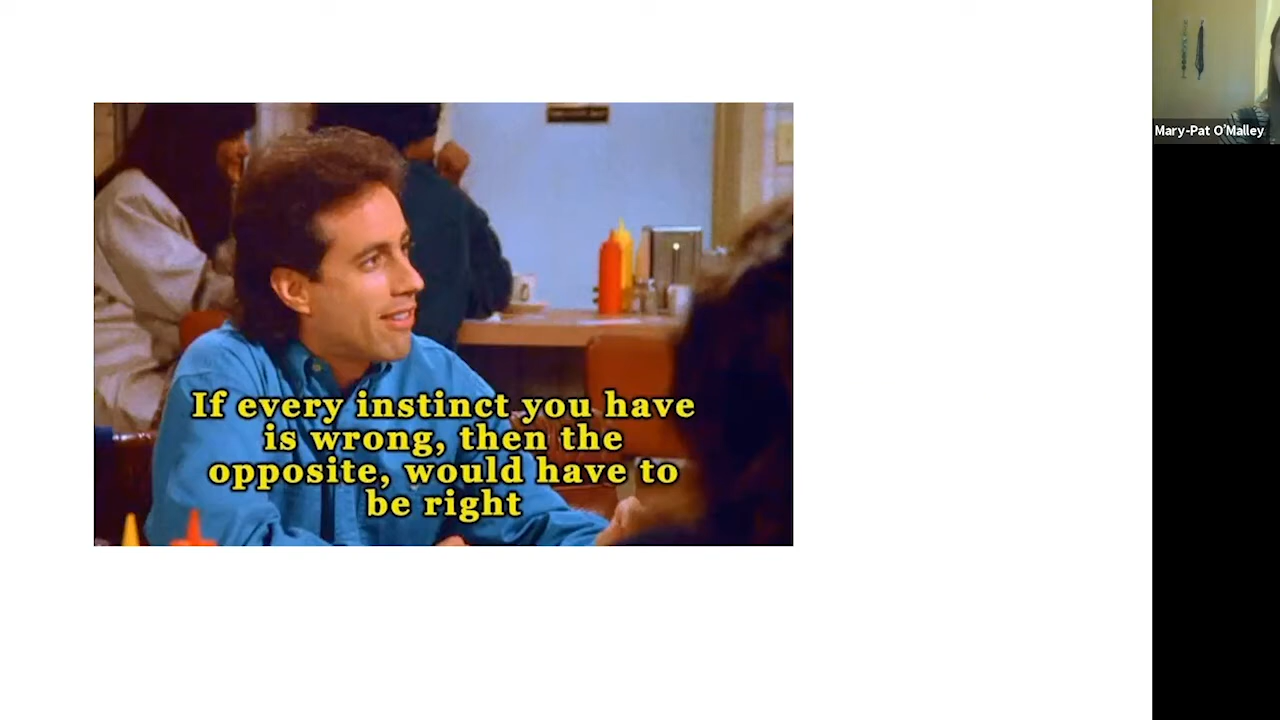 If every instinct you have
is wrong, then the
opposite, would have to
be right
Mary-Pat O'Malley